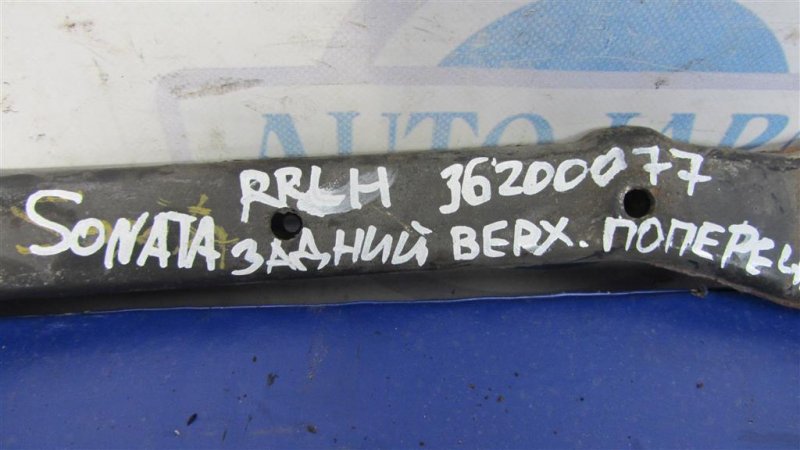 RRLH 36200077
SONATA ЗАДНИЙ ВЕРХ. ПОПЕРЕЧ